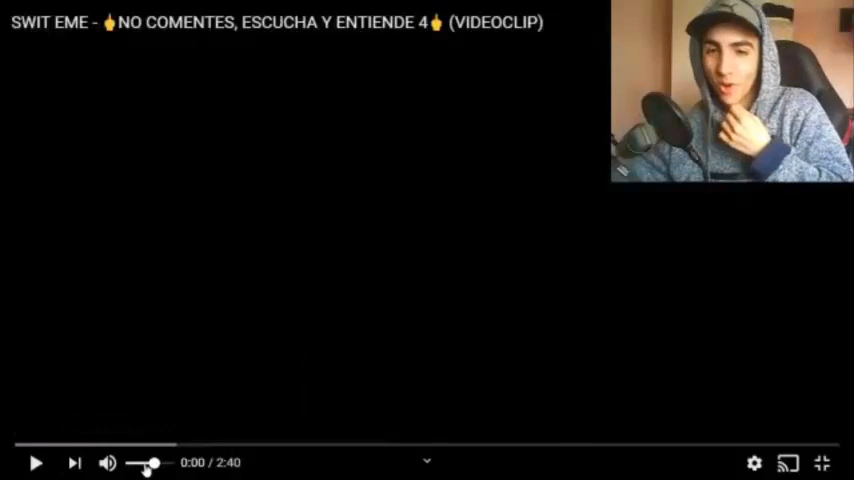 SWIT EME - 🖕NO COMENTES, ESCUCHA Y ENTIENDE 4🖕 (VIDEOCLIP)
0:00 / 2:40